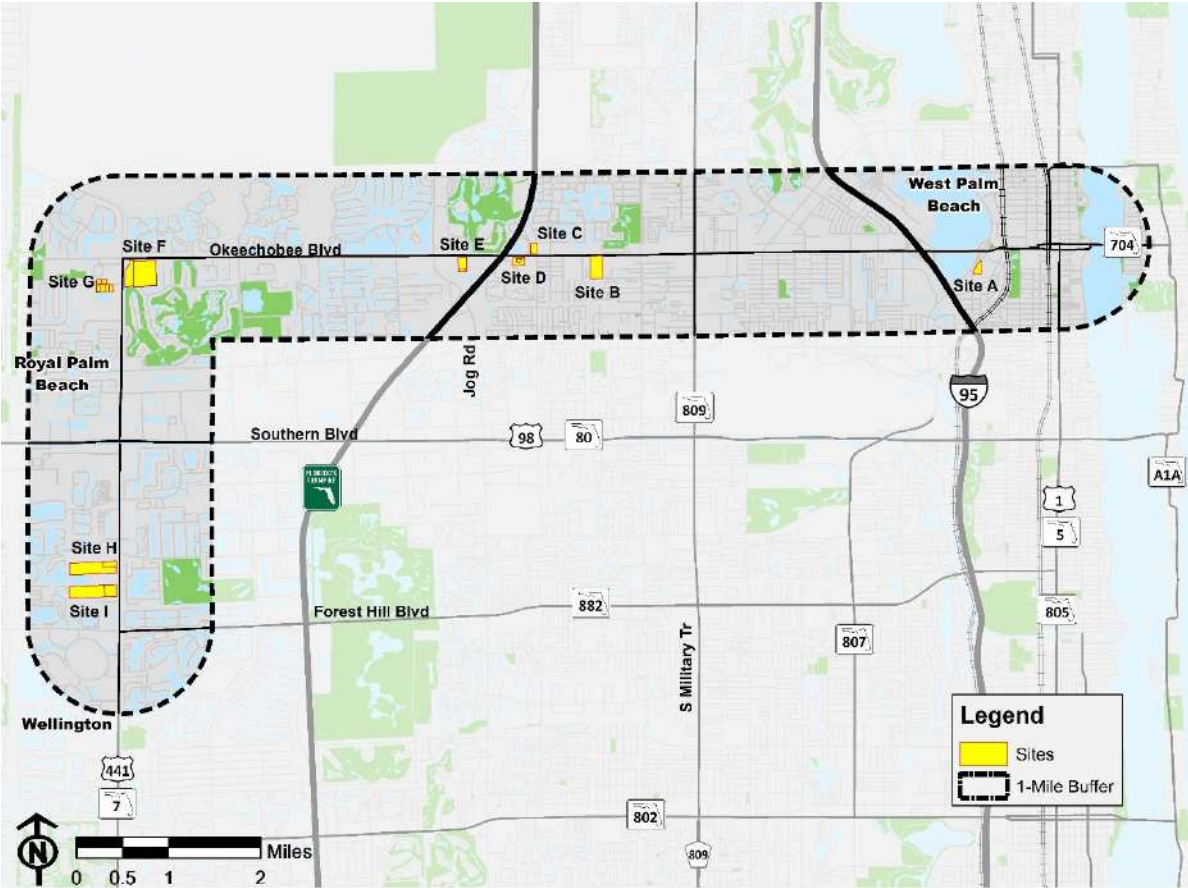 West Palm
Beach
Site F
Okeechobee Blvd
Site E
Site C
704
Site G
Site D
Site B
Site A
Royal Palm
Beach
Jog Rd
95
809
Southern Blvd
98
80
FLORIDA'S
TURNPIKE
A1A
1
5
Site H
Site I
Forest Hill Blvd
882
805
807
S Military Tr
Wellington
441
7
Legend
Sites
1-Mile Buffer
802
809
N
Miles
0 0.5 1 2